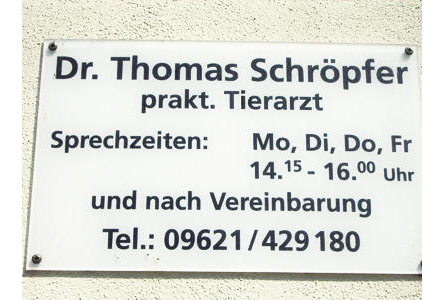 Dr. Thomas Schröpfer
prakt. Tierarzt
Sprechzeiten: Mo, Di, Do, Fr
14.15 - 16.00 Uhr
und nach Vereinbarung
Tel.: 09621/429180